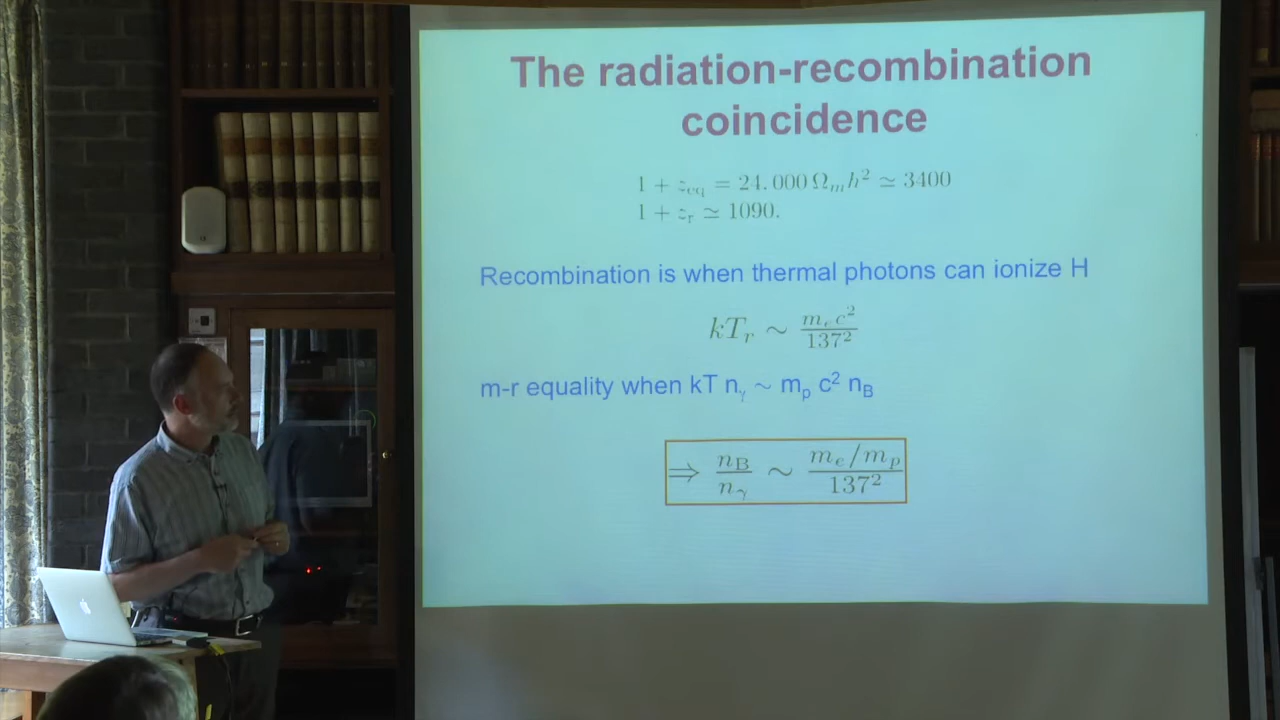 The radiation-recombination
coincidence
1 + z_eq = 24.000 Ω_m h² ≃ 3400
1 + z_r ≃ 1090.
Recombination is when thermal photons can ionize H
kT_r ∼ m_e c² / 137²
m-r equality when kT n_γ ∼ m_p c² n_B
⇒ n_B / n_γ ∼ m_e/m_p / 137²